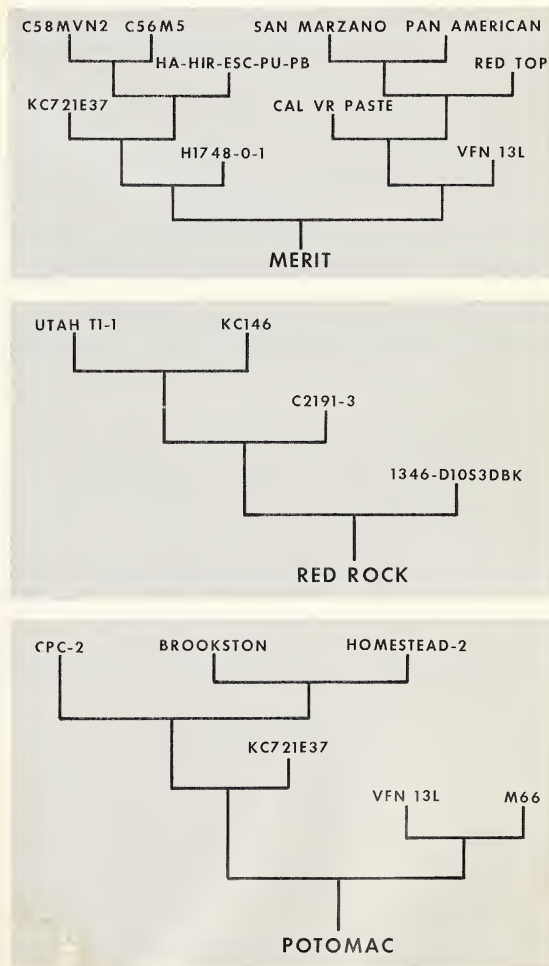 C58MVN2 C56M5 SAN MARZANO PAN AMERICAN
HA-HIR-ESC-PU-PB RED TOP
KC721E37 CAL VR PASTE
H1748-0-1 VFN 13L
MERIT
UTAH T1-1 KC146
C2191-3
1346-D10S3DBK
RED ROCK
CPC-2 BROOKSTON HOMESTEAD-2
KC721E37
VFN 13L M66
POTOMAC